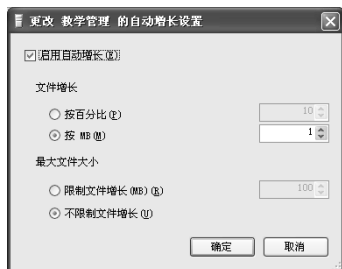 更改 教学管理 的自动增长设置
启用自动增长(E)
文件增长
按百分比(P) 10
按 MB(M) 1
最大文件大小
限制文件增长(MB)(R) 100
不限制文件增长(U)
确定 取消